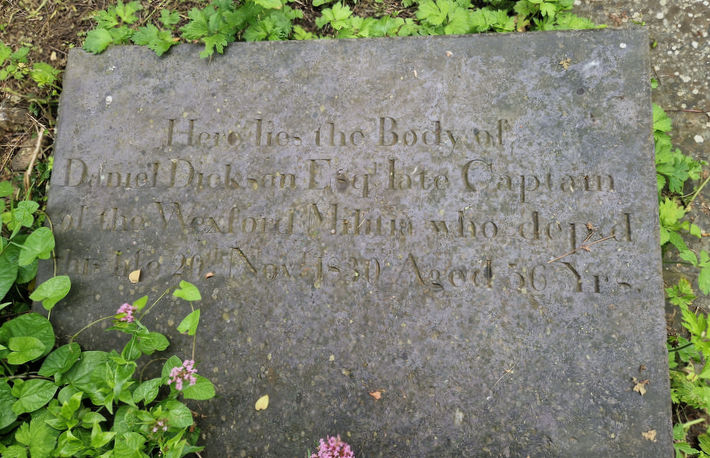 Here lies the Body of
Daniel Dickson Esqr late Captain
of the Wexford Militia who depd
this life 20th Novr 1830 Aged 56 Yrs.